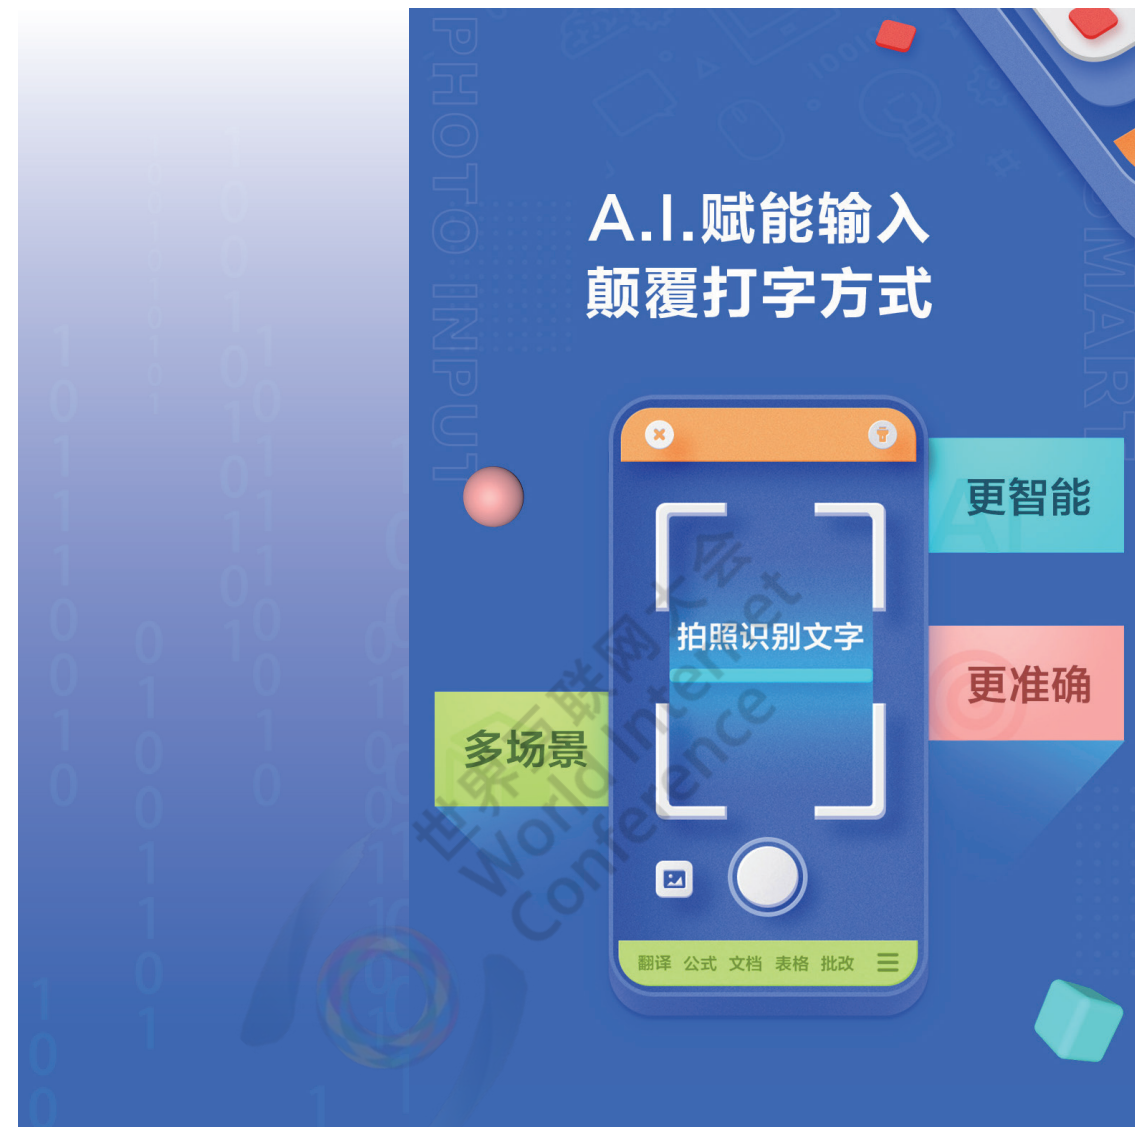 PHOTO INPUT
A.I.赋能输入
颠覆打字方式
更智能
AI
拍照识别文字
更准确
多场景
翻译 公式 文档 表格 批改
世界互联网大会
World Internet
Conference